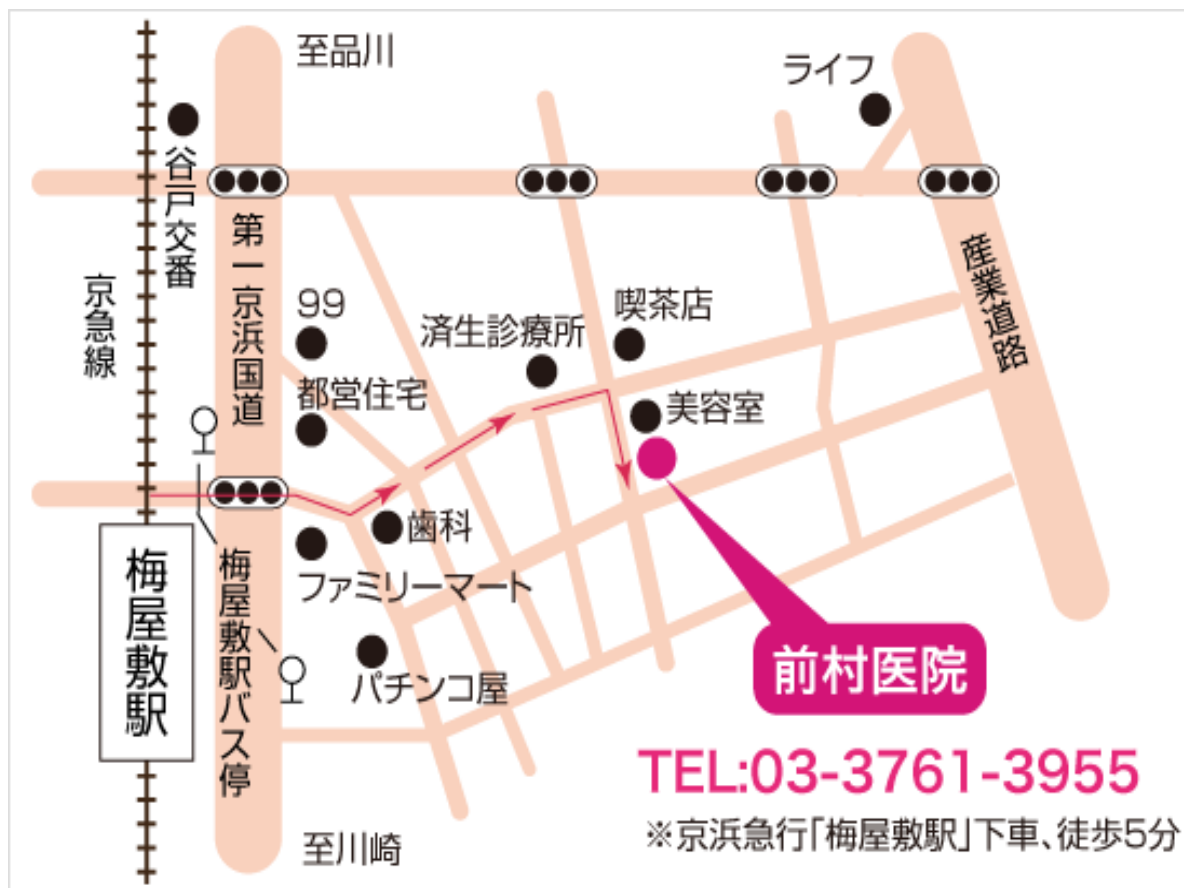 至品川
ライフ
谷戸交番
第一京浜国道
京急線
産業道路
99
喫茶店
済生診療所
都営住宅
美容室
歯科
ファミリーマート
梅屋敷駅
梅屋敷駅バス停
パチンコ屋
前村医院
TEL:03-3761-3955
※京浜急行「梅屋敷駅」下車、徒歩5分
至川崎